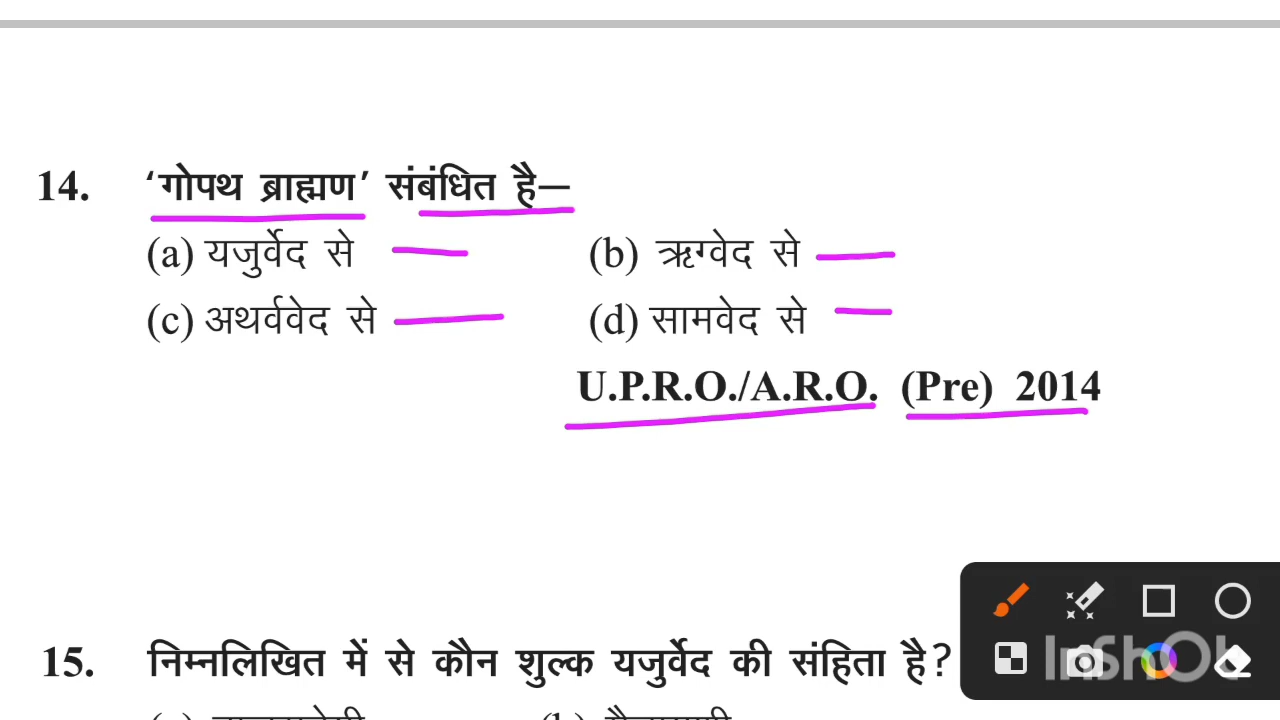 14. ‘गोपथ ब्राह्मण’ संबंधित है–
(a) यजुर्वेद से (b) ऋग्वेद से
(c) अथर्ववेद से (d) सामवेद से
U.P.R.O./A.R.O. (Pre) 2014
15. निम्नलिखित में से कौन शुल्क यजुर्वेद की संहिता है?
InShOt